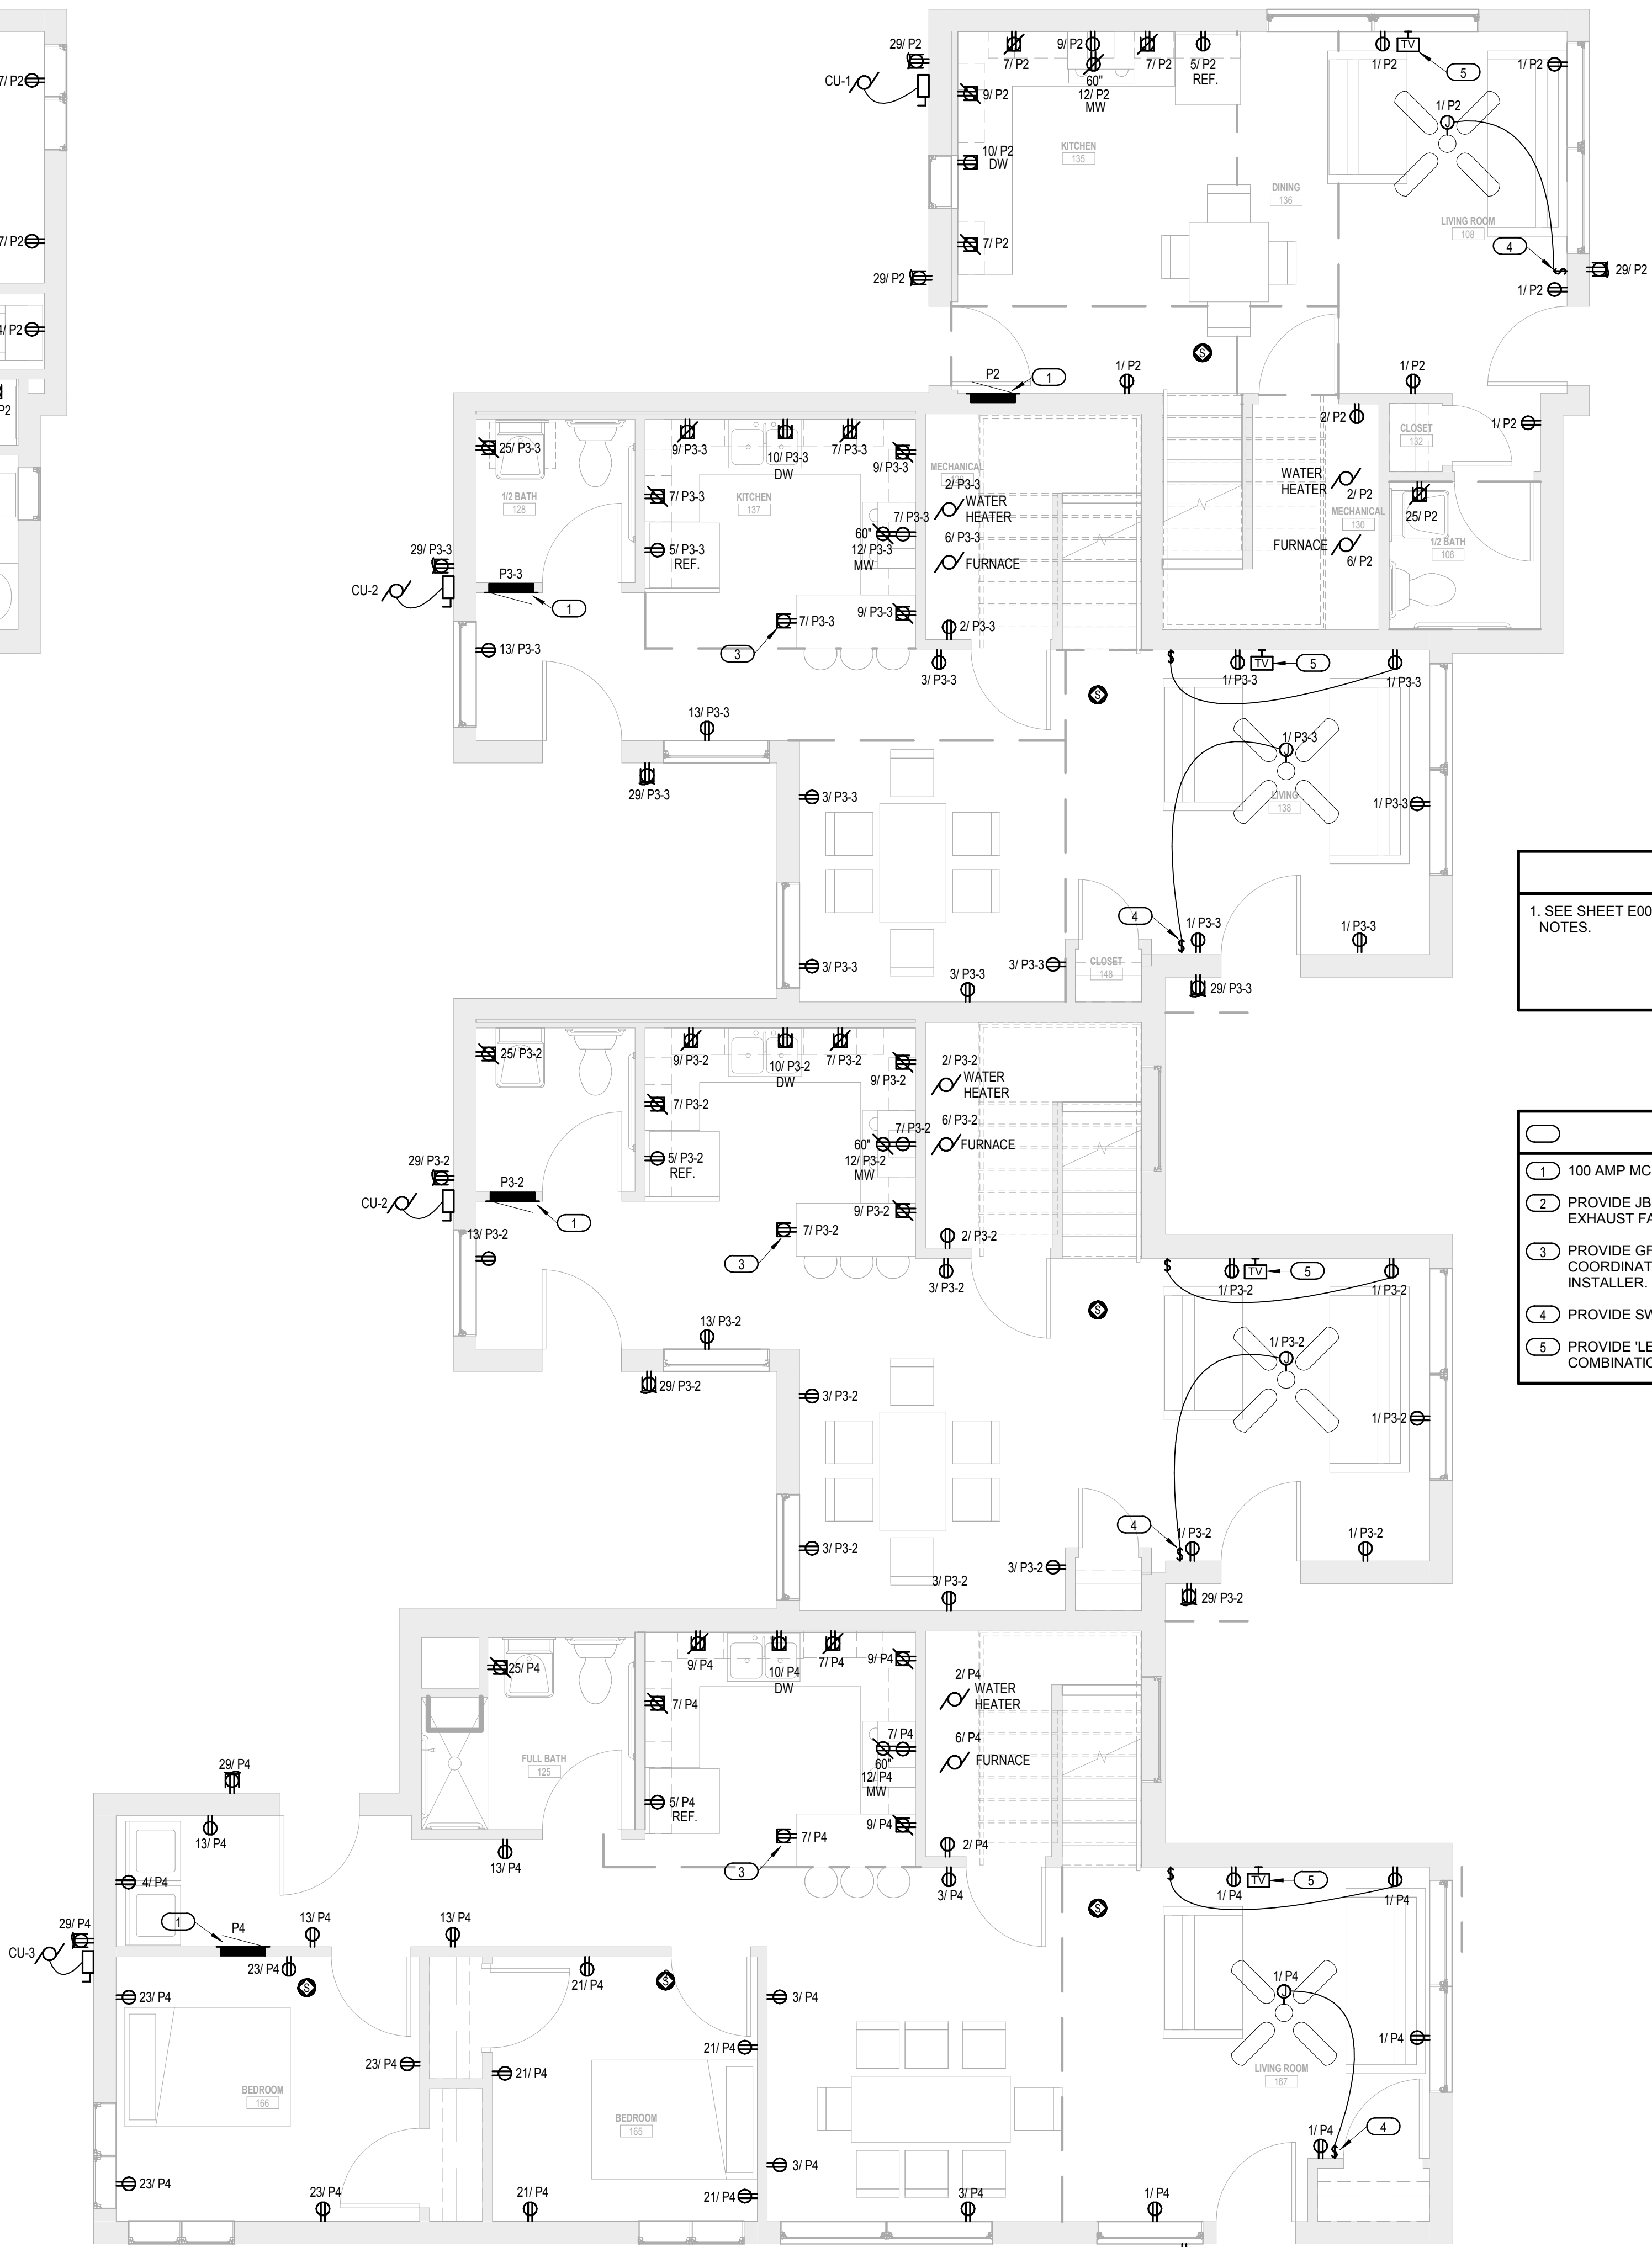 7/ P2
7/ P2
4/ P2
P2
29/ P2
CU-1
7/ P2
9/ P2
60"
12/ P2
MW
7/ P2
5/ P2
REF.
9/ P2
10/ P2
DW
7/ P2
29/ P2
KITCHEN
135
DINING
136
1/ P2
TV
5
1/ P2
1/ P2
LIVING ROOM
108
4
29/ P2
1/ P2
S
P2
1
1/ P2
1/ P2
2/ P2
CLOSET
132
1/ P2
WATER
HEATER
2/ P2
MECHANICAL
130
FURNACE
6/ P2
25/ P2
1/2 BATH
106
25/ P3-3
1/2 BATH
128
9/ P3-3
10/ P3-3
DW
7/ P3-3
9/ P3-3
7/ P3-3
KITCHEN
137
MECHANICAL
2/ P3-3
WATER
HEATER
7/ P3-3
60"
12/ P3-3
MW
6/ P3-3
FURNACE
5/ P3-3
REF.
29/ P3-3
CU-2
P3-3
1
9/ P3-3
7/ P3-3
3
2/ P3-3
13/ P3-3
3/ P3-3
13/ P3-3
29/ P3-3
S
1/ P3-3
TV
5
1/ P3-3
1/ P3-3
J
LIVING
138
1/ P3-3
3/ P3-3
3/ P3-3
3/ P3-3
3/ P3-3
CLOSET
148
4
1/ P3-3
1/ P3-3
29/ P3-3
1. SEE SHEET E00
NOTES.
25/ P3-2
9/ P3-2
10/ P3-2
DW
7/ P3-2
9/ P3-2
7/ P3-2
2/ P3-2
WATER
HEATER
7/ P3-2
60"
12/ P3-2
MW
6/ P3-2
FURNACE
5/ P3-2
REF.
29/ P3-2
CU-2
P3-2
1
13/ P3-2
9/ P3-2
7/ P3-2
3
2/ P3-2
3/ P3-2
13/ P3-2
29/ P3-2
S
1/ P3-2
TV
5
1/ P3-2
1/ P3-2
J
1/ P3-2
3/ P3-2
3/ P3-2
3/ P3-2
3/ P3-2
4
1/ P3-2
1/ P3-2
29/ P3-2
1 100 AMP MC
2 PROVIDE JB
EXHAUST FA
3 PROVIDE GF
COORDINAT
INSTALLER.
4 PROVIDE SW
5 PROVIDE 'LE
COMBINATIO
25/ P4
9/ P4
10/ P4
DW
7/ P4
9/ P4
7/ P4
2/ P4
WATER
HEATER
7/ P4
60"
12/ P4
MW
6/ P4
FURNACE
FULL BATH
125
5/ P4
REF.
9/ P4
7/ P4
3
2/ P4
3/ P4
29/ P4
13/ P4
13/ P4
4/ P4
29/ P4
CU-3
1
P4
13/ P4
13/ P4
23/ P4
S
21/ P4
S
23/ P4
23/ P4
BEDROOM
166
23/ P4
23/ P4
21/ P4
21/ P4
BEDROOM
165
21/ P4
21/ P4
3/ P4
3/ P4
3/ P4
S
1/ P4
TV
5
1/ P4
1/ P4
J
1/ P4
LIVING ROOM
167
1/ P4
4
1/ P4